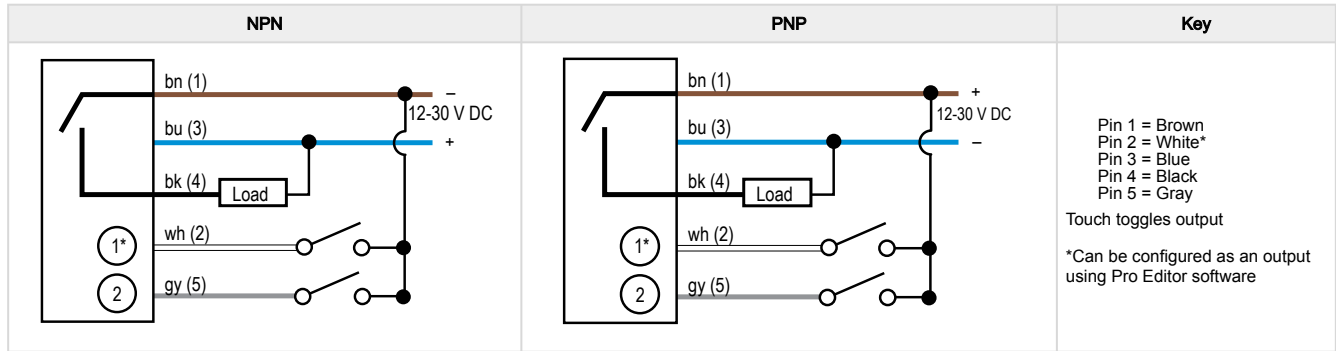 NPN
PNP
Key
bn (1)
–
12-30 V DC
bu (3)
+
bk (4)
Load
1*
wh (2)
2
gy (5)
bn (1)
+
12-30 V DC
bu (3)
–
bk (4)
Load
1*
wh (2)
2
gy (5)
Pin 1 = Brown
Pin 2 = White*
Pin 3 = Blue
Pin 4 = Black
Pin 5 = Gray
Touch toggles output
*Can be configured as an output
using Pro Editor software